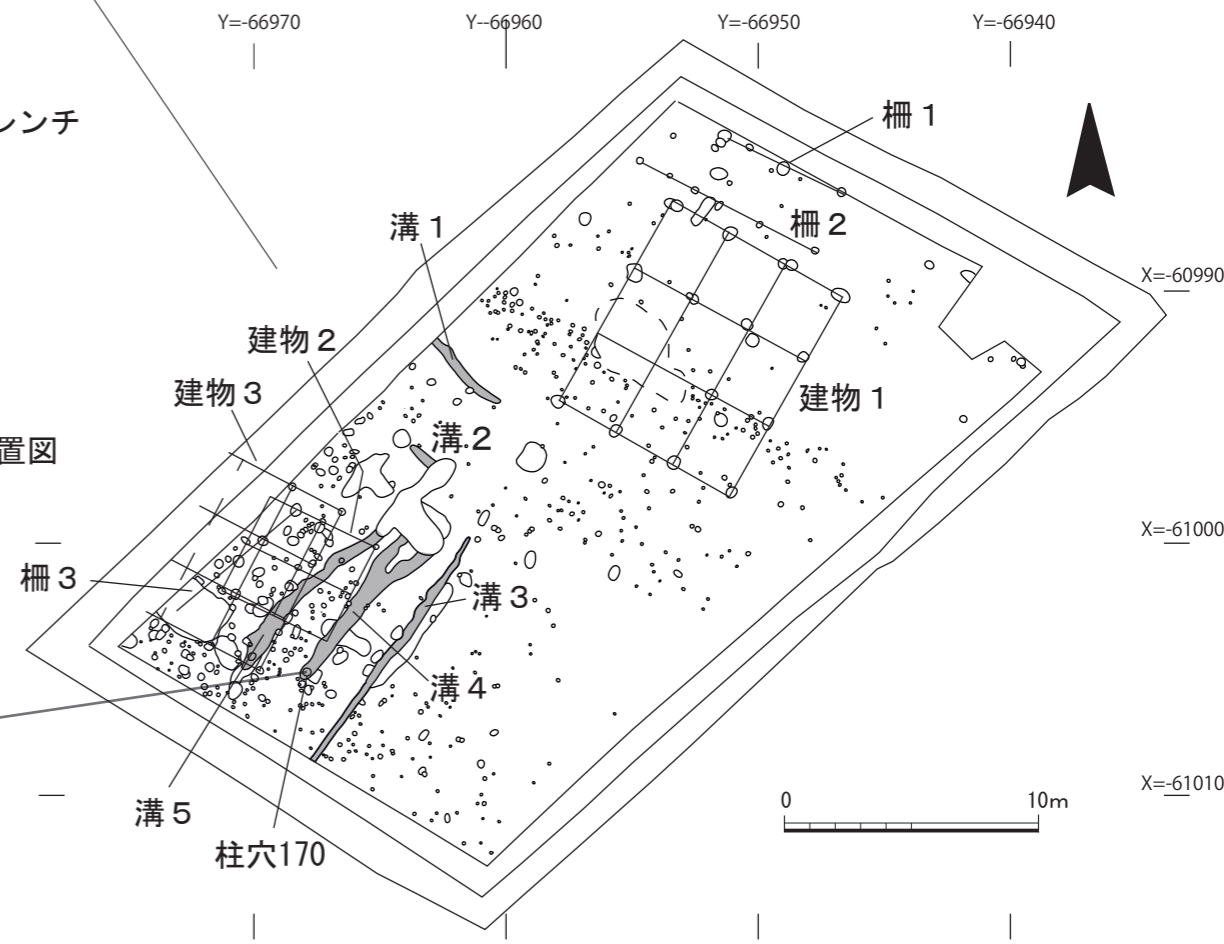 Y=-66970
Y--66960
Y=-66950
Y=-66940
レンチ
柵１
溝１
柵２
X=-60990
建物２
建物３
建物１
溝２
置図
X=-61000
柵３
溝３
溝４
X=-61010
0
10m
溝５
柱穴170